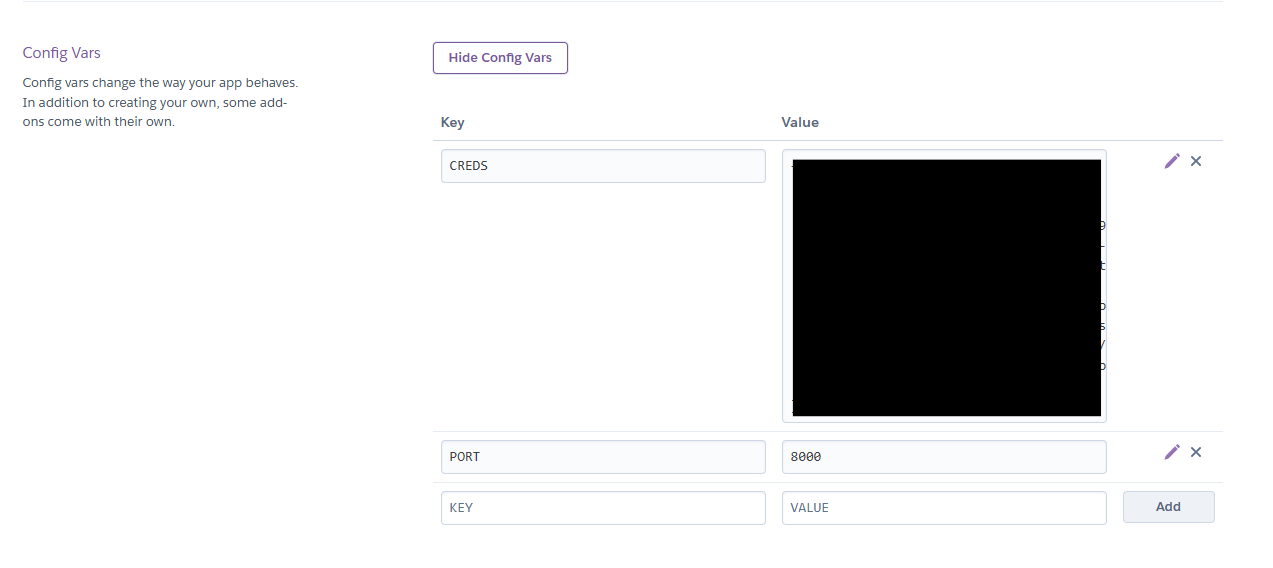 Config Vars
Hide Config Vars
Config vars change the way your app behaves.
In addition to creating your own, some add-
ons come with their own.
Key Value
CREDS
9
-
t
s
/
PORT 8000
KEY VALUE Add